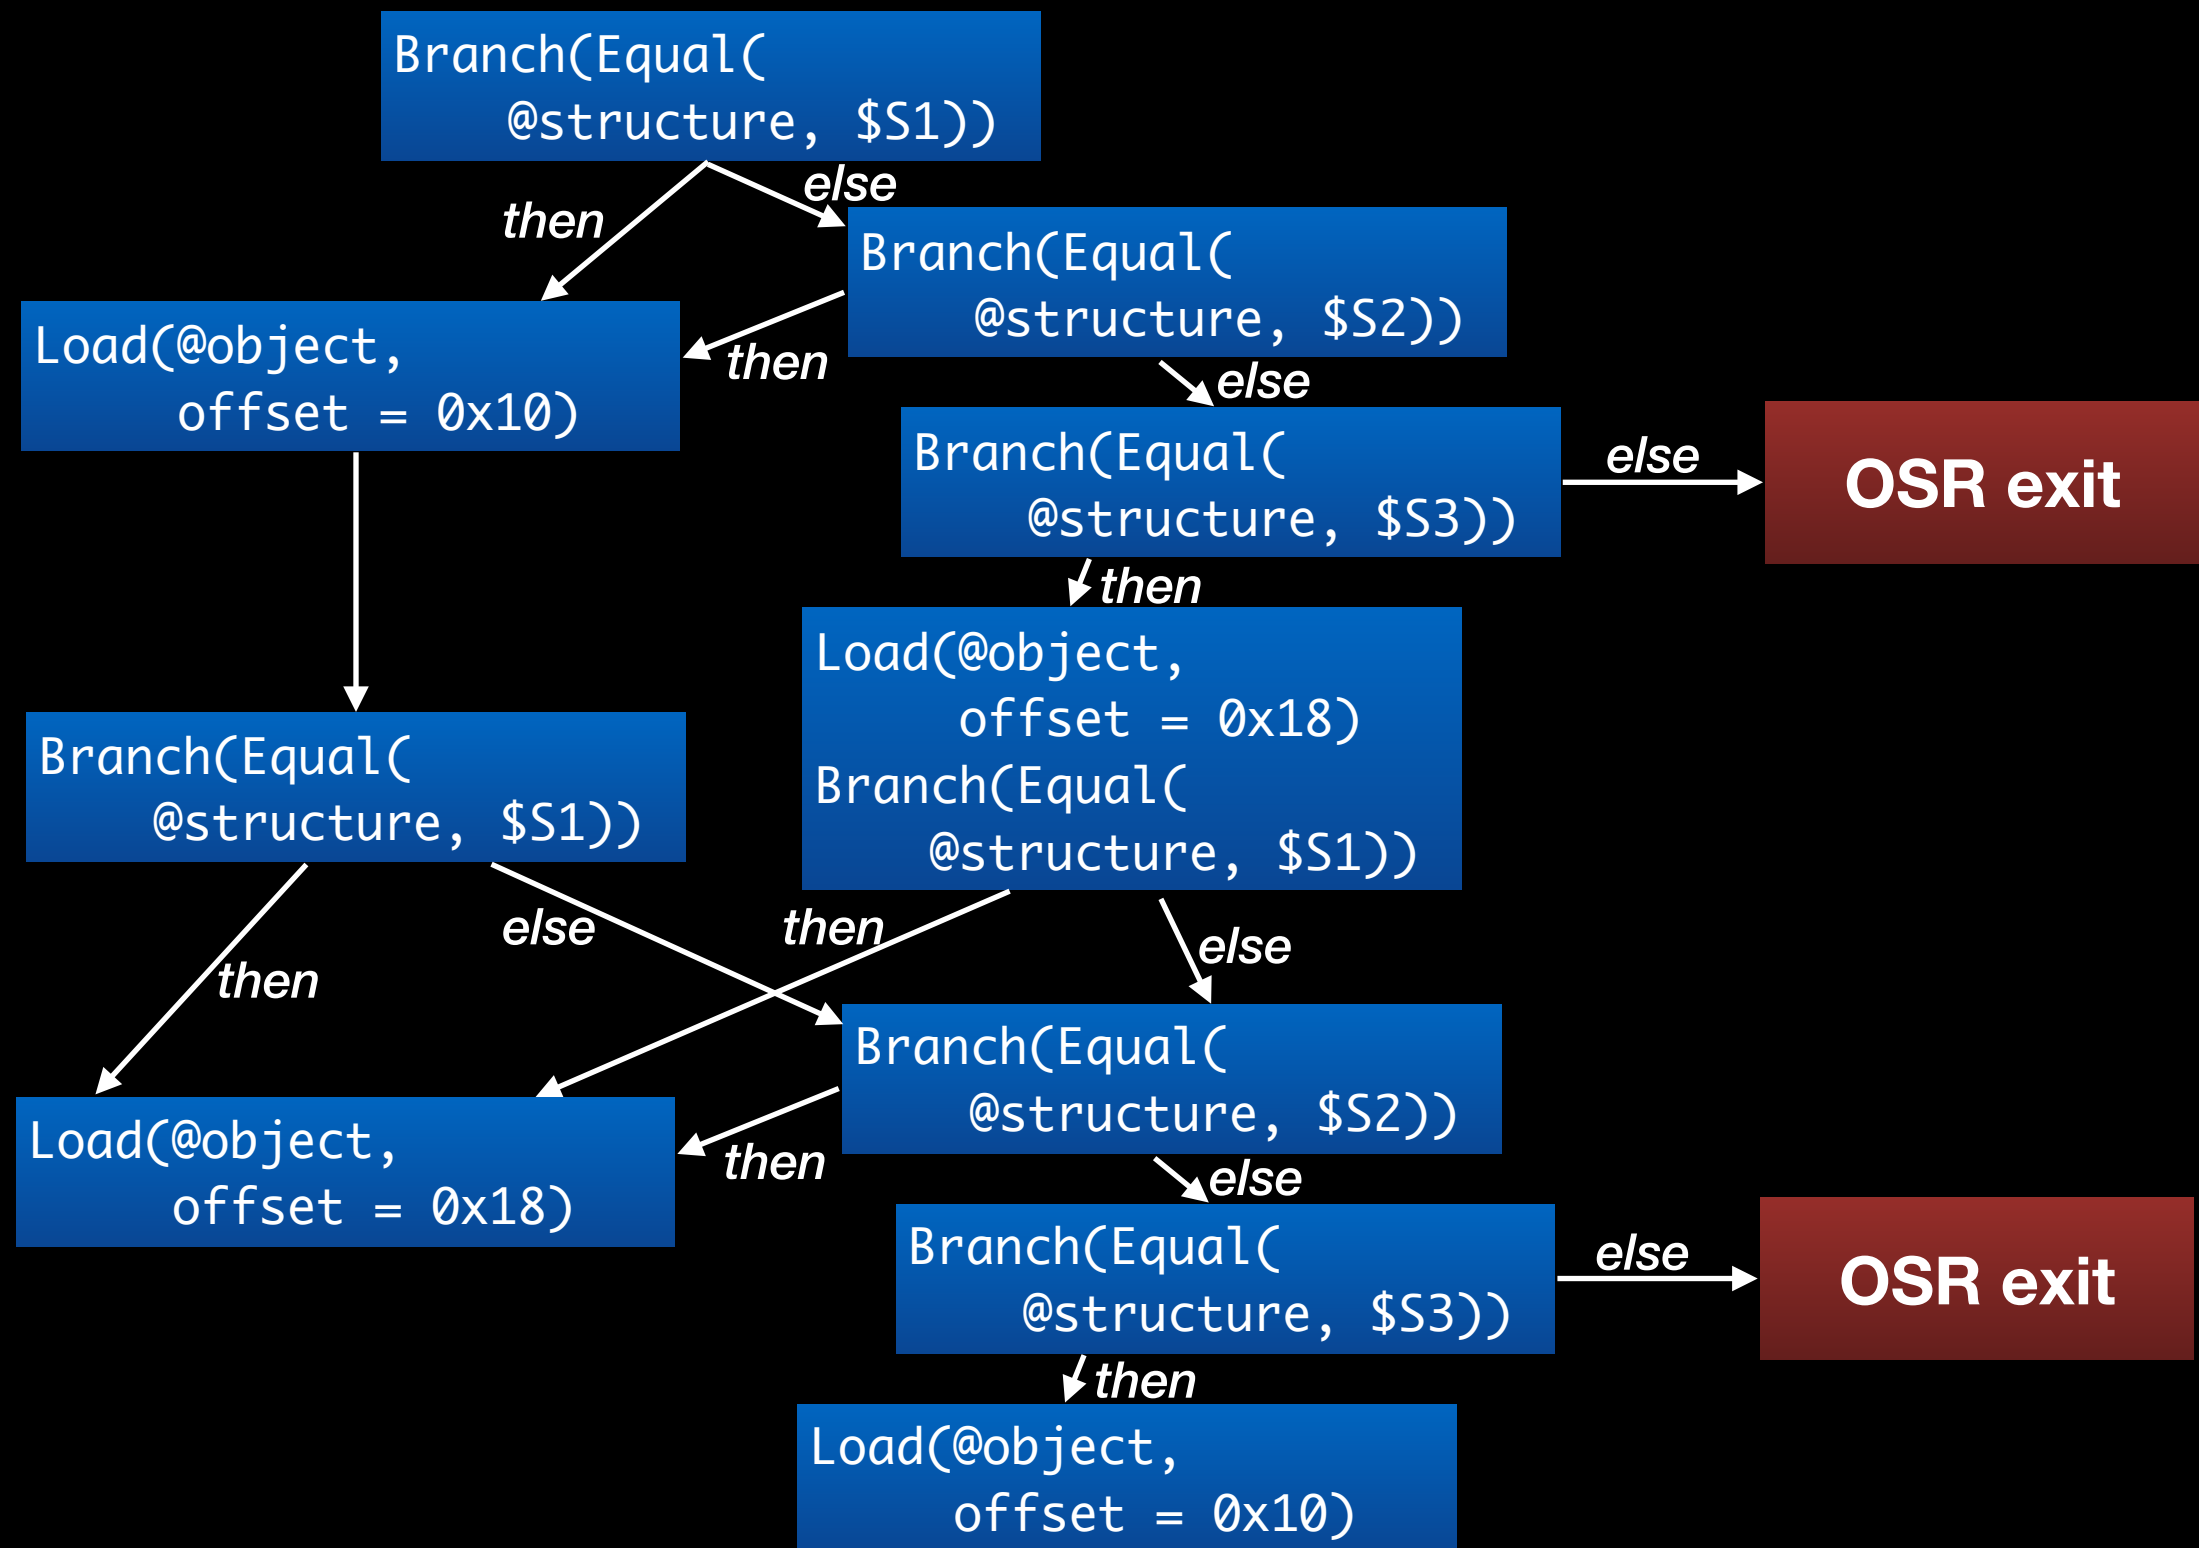 Branch(Equal(
@structure, $S1))
else
then
Branch(Equal(
@structure, $S2))
Load(@object,
offset = 0x10)
then
else
Branch(Equal(
@structure, $S3))
else
OSR exit
then
Load(@object,
offset = 0x18)
Branch(Equal(
@structure, $S1))
Branch(Equal(
@structure, $S1))
else
then
else
then
Branch(Equal(
@structure, $S2))
Load(@object,
offset = 0x18)
then
else
Branch(Equal(
@structure, $S3))
else
OSR exit
then
Load(@object,
offset = 0x10)